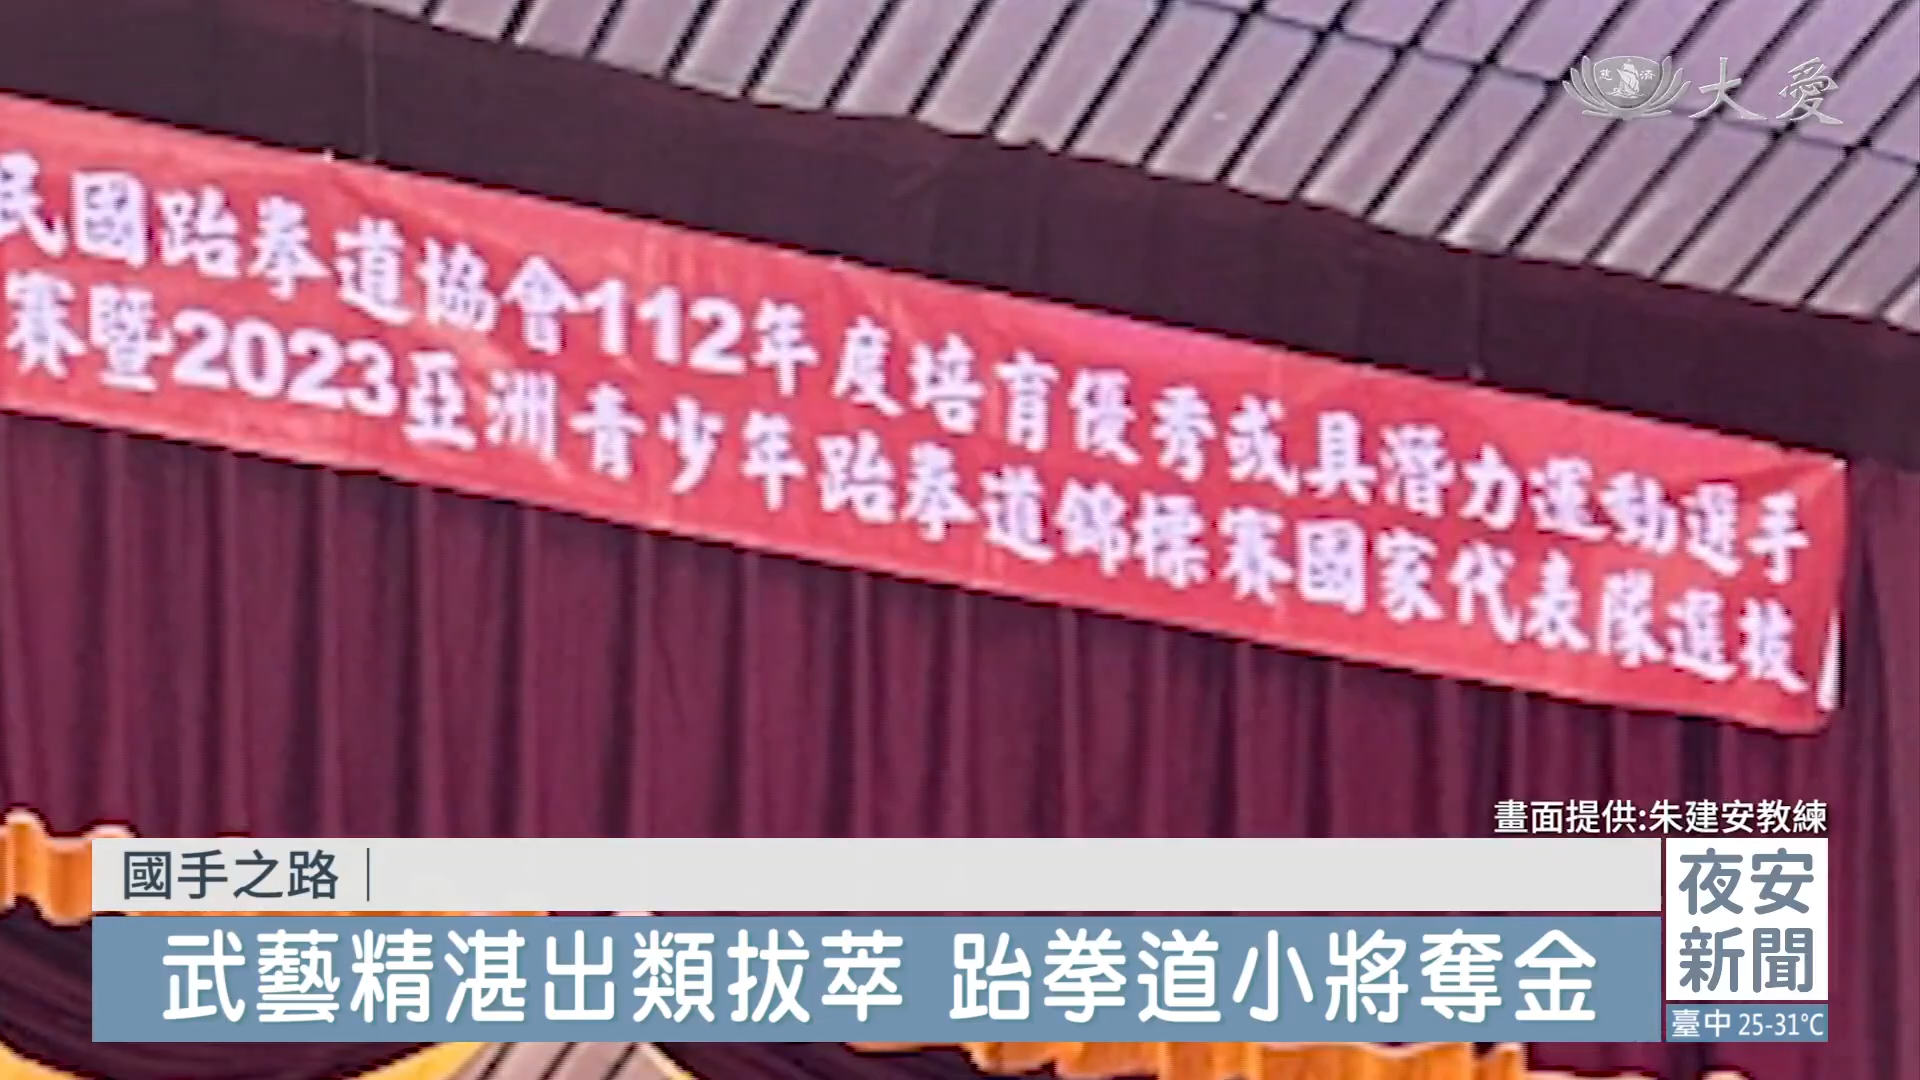 大愛
民國跆拳道協會112年度培育優秀或具潛力運動選手
賽暨2023亞洲青少年跆拳道錦標賽國家代表隊選拔
畫面提供:朱建安教練
國手之路
武藝精湛出類拔萃 跆拳道小將奪金
夜安
新聞
臺中 25-31°C